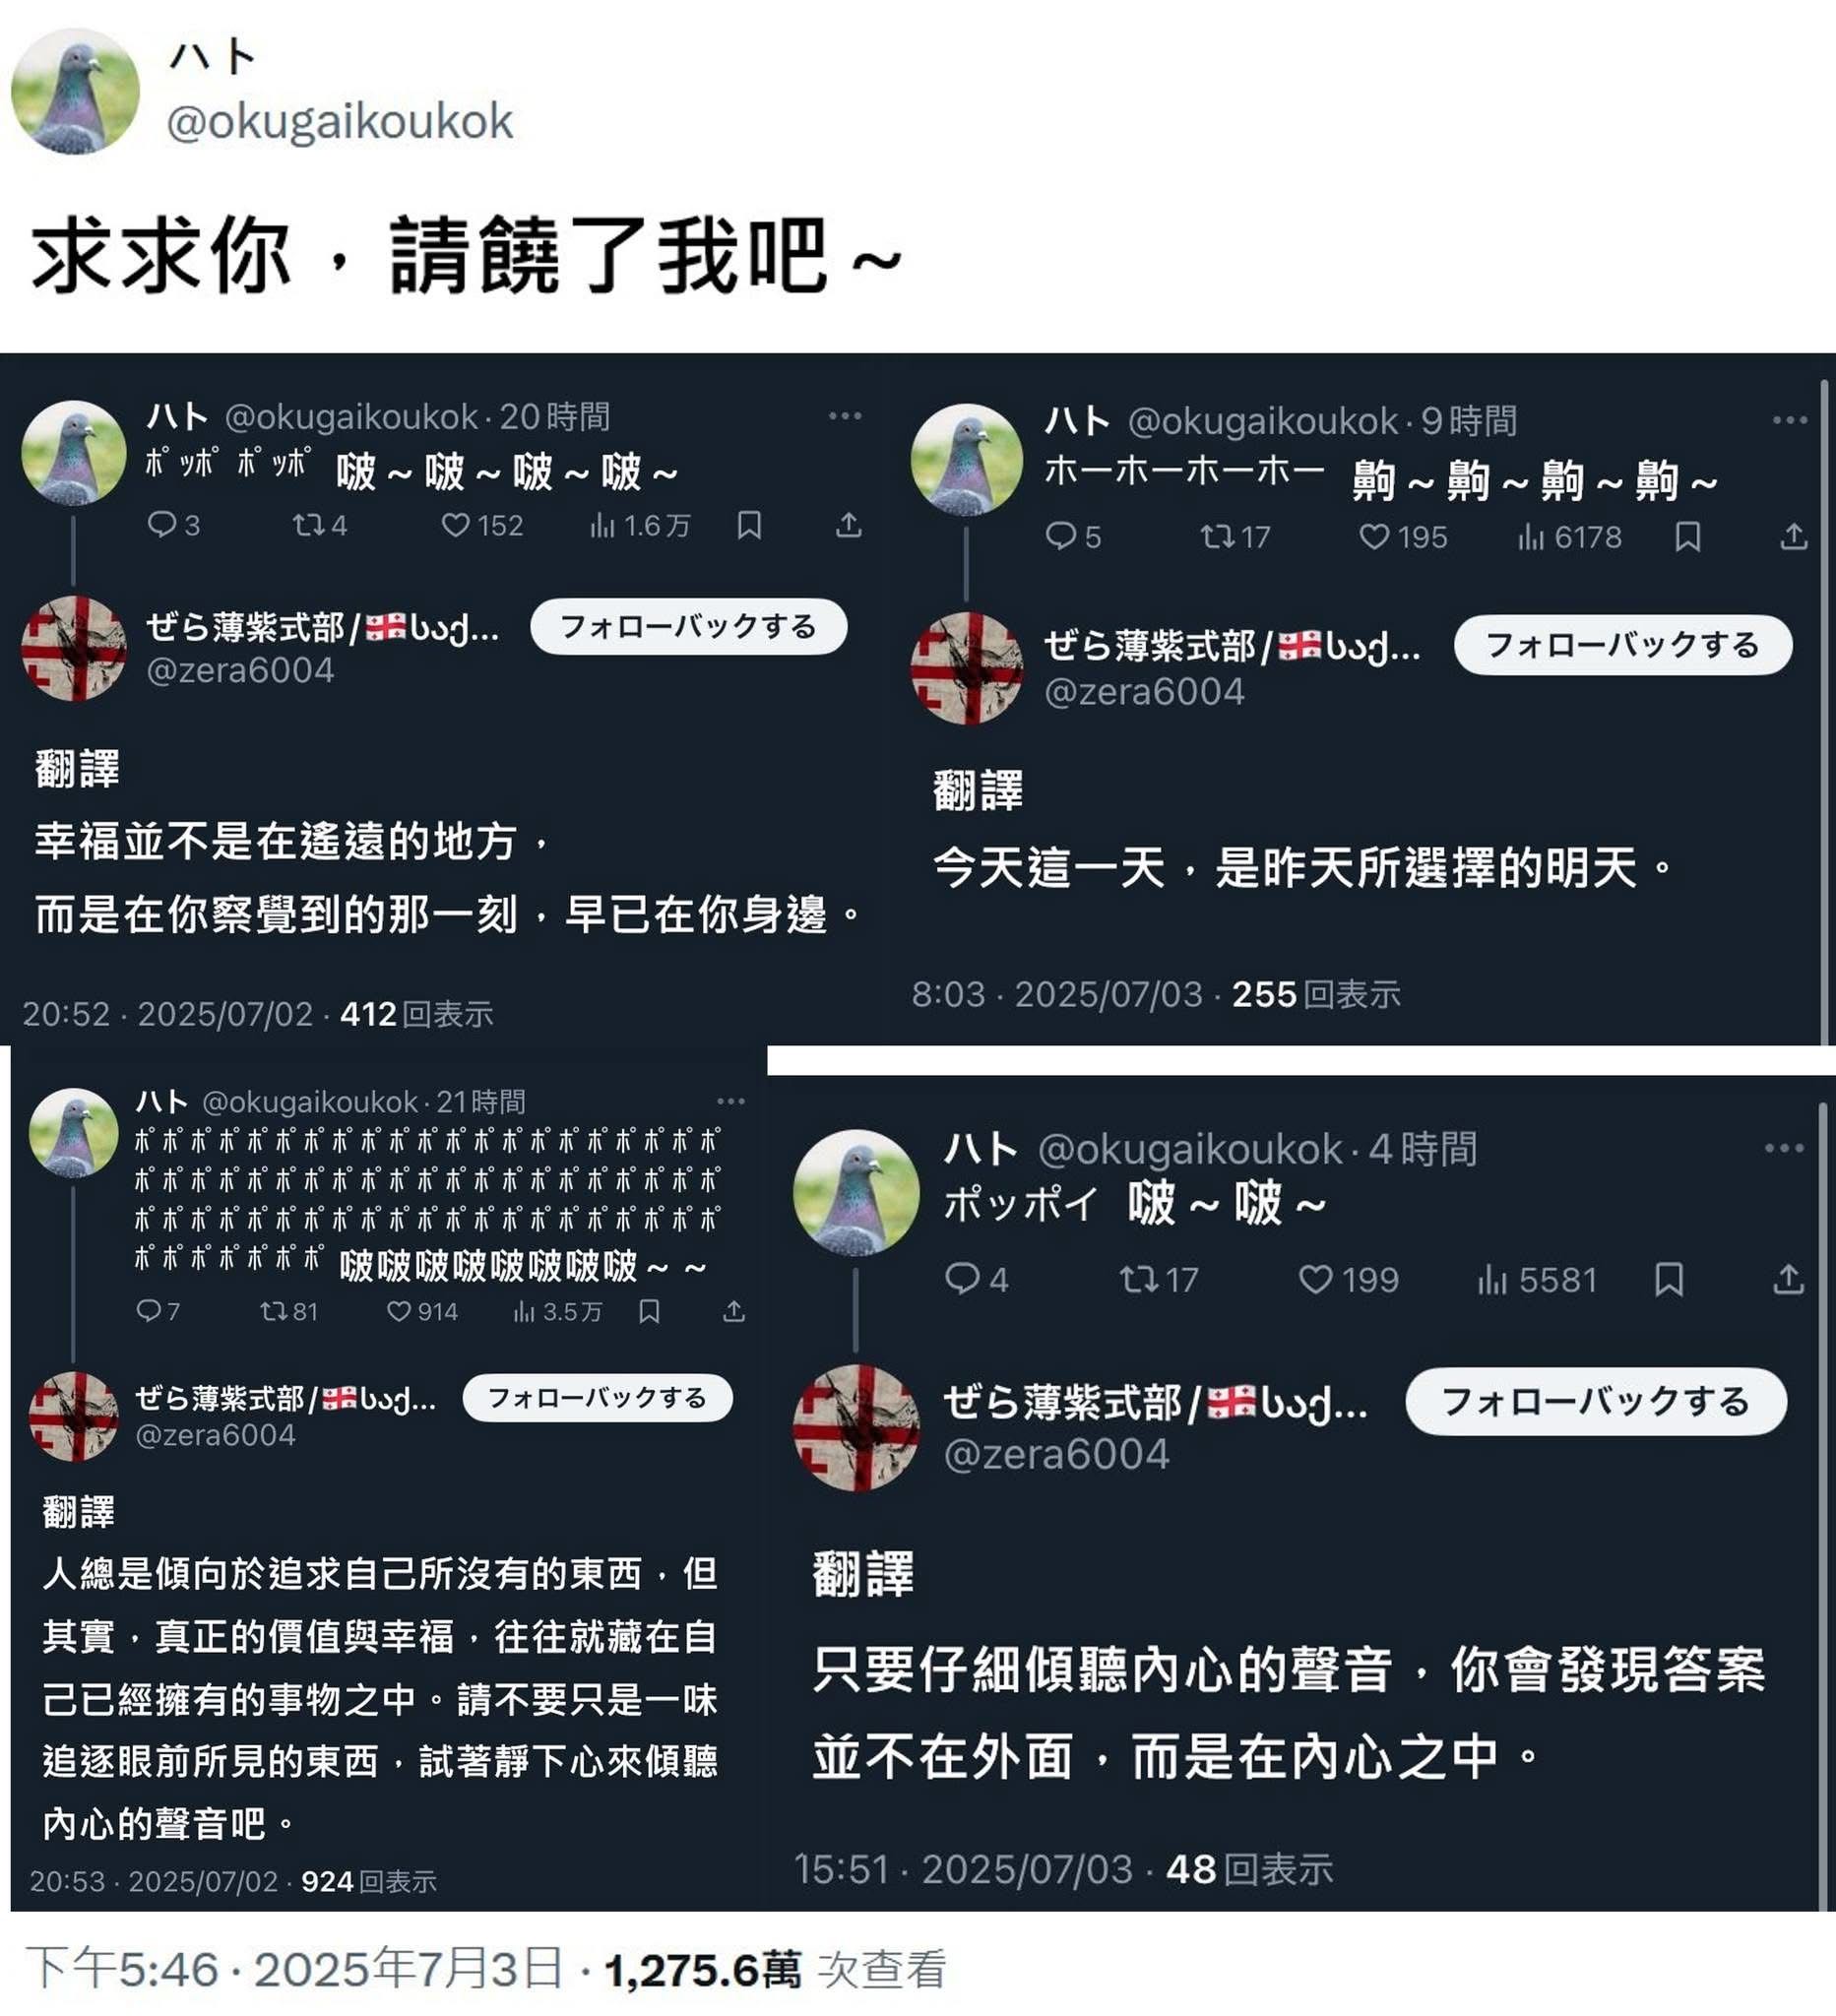 ハト
@okugaikoukok
求求你，請饒了我吧～
ハト @okugaikoukok · 20時間
ﾎﾟｯﾎﾟ ﾎﾟｯﾎﾟ 啵～啵～啵～啵～
3 4 152 1.6万
ぜら薄紫式部/🇬🇪საქ... フォローバックする
@zera6004
翻譯
幸福並不是在遙遠的地方，
而是在你察覺到的那一刻，早已在你身邊。
20:52 · 2025/07/02 · 412回表示
ハト @okugaikoukok · 9時間
ホーホーホーホー 齁～齁～齁～齁～
5 17 195 6178
ぜら薄紫式部/🇬🇪საქ... フォローバックする
@zera6004
翻譯
今天這一天，是昨天所選擇的明天。
8:03 · 2025/07/03 · 255回表示
ハト @okugaikoukok · 21時間
ﾎﾟﾎﾟﾎﾟﾎﾟﾎﾟﾎﾟﾎﾟﾎﾟﾎﾟﾎﾟﾎﾟﾎﾟﾎﾟﾎﾟﾎﾟﾎﾟﾎﾟﾎﾟﾎﾟﾎﾟﾎﾟ
ﾎﾟﾎﾟﾎﾟﾎﾟﾎﾟﾎﾟﾎﾟﾎﾟﾎﾟﾎﾟﾎﾟﾎﾟﾎﾟﾎﾟﾎﾟﾎﾟﾎﾟﾎﾟﾎﾟﾎﾟﾎﾟ
ﾎﾟﾎﾟﾎﾟﾎﾟﾎﾟﾎﾟﾎﾟﾎﾟﾎﾟﾎﾟﾎﾟﾎﾟﾎﾟﾎﾟﾎﾟﾎﾟﾎﾟﾎﾟﾎﾟﾎﾟﾎﾟ
ﾎﾟﾎﾟﾎﾟﾎﾟﾎﾟﾎﾟﾎﾟ 啵啵啵啵啵啵啵啵～～
7 81 914 3.5万
ぜら薄紫式部/🇬🇪საქ... フォローバックする
@zera6004
翻譯
人總是傾向於追求自己所沒有的東西，但
其實，真正的價值與幸福，往往就藏在自
己已經擁有的事物之中。請不要只是一味
追逐眼前所見的東西，試著靜下心來傾聽
內心的聲音吧。
20:53 · 2025/07/02 · 924回表示
ハト @okugaikoukok · 4時間
ポッポイ 啵～啵～
4 17 199 5581
ぜら薄紫式部/🇬🇪საქ... フォローバックする
@zera6004
翻譯
只要仔細傾聽內心的聲音，你會發現答案
並不在外面，而是在內心之中。
15:51 · 2025/07/03 · 48回表示
下午5:46 · 2025年7月3日 · 1,275.6萬 次查看